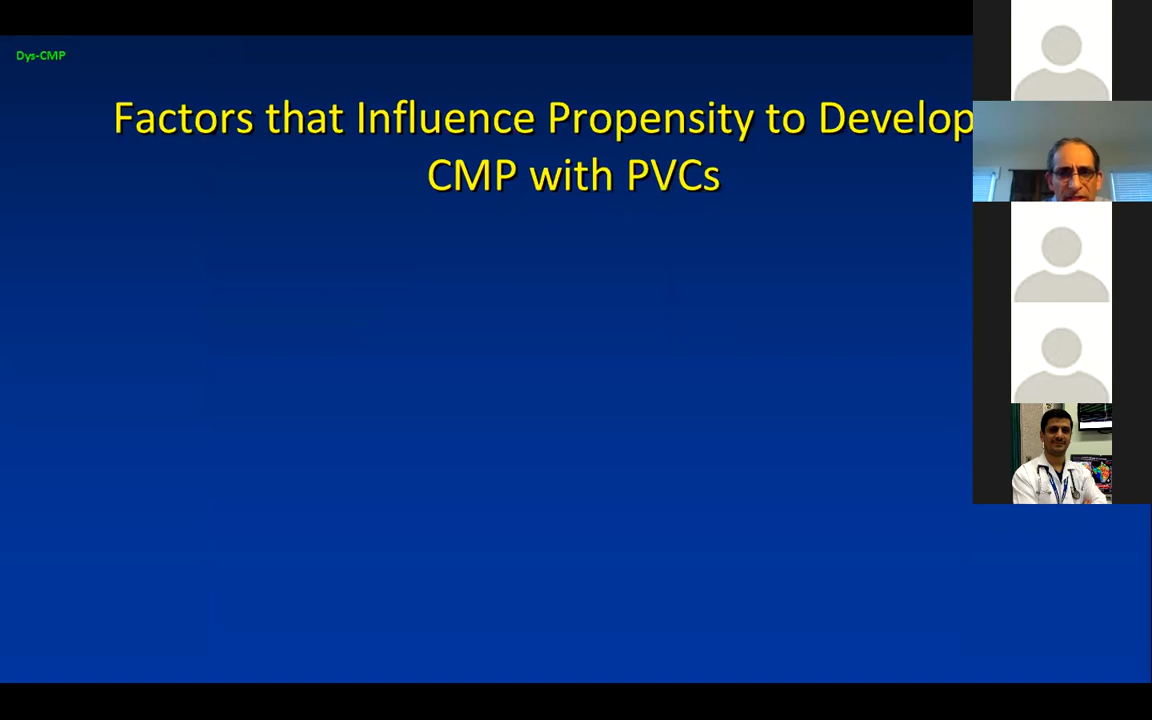 Dys-CMP
Factors that Influence Propensity to Develop
CMP with PVCs